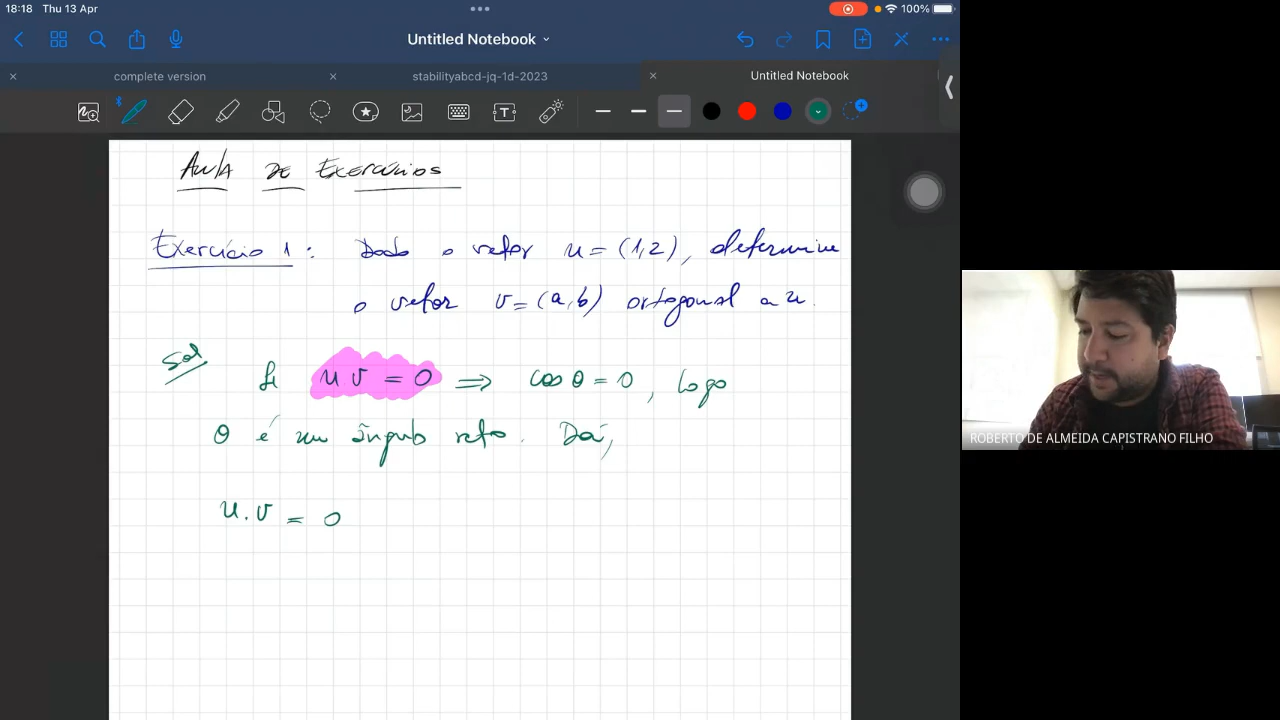 18:18 Thu 13 Apr
100%
Untitled Notebook
complete version
stabilityabcd-jq-1d-2023
Untitled Notebook
AULA DE EXERCÍCIOS
Exercício 1: Dado o vetor u = (1,2), determine
o vetor v = (a,b) ortogonal a u.
Sol
Se u v = 0 ⟹ cos θ = 0, logo
θ é um ângulo reto. Daí,
u.v = 0
ROBERTO DE ALMEIDA CAPISTRANO FILHO